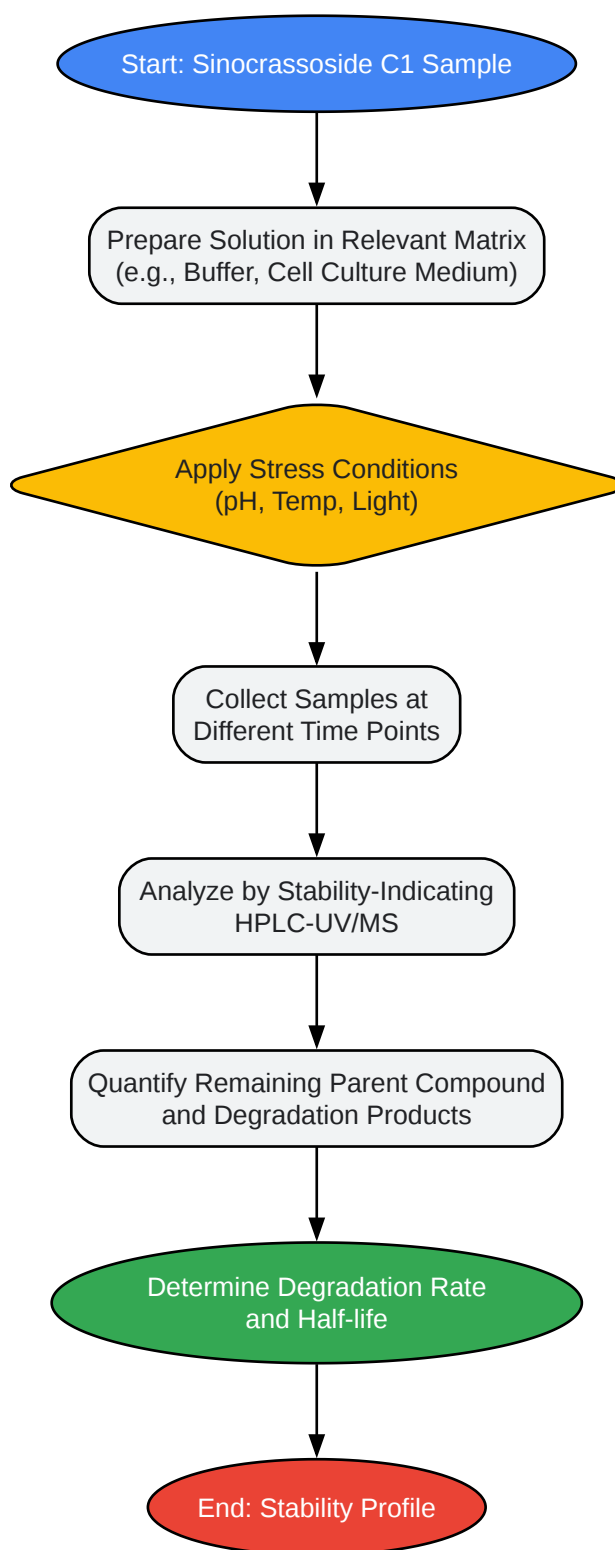 Start: Sinocrassoside C1 Sample
Prepare Solution in Relevant Matrix
(e.g., Buffer, Cell Culture Medium)
Apply Stress Conditions
(pH, Temp, Light)
Collect Samples at
Different Time Points
Analyze by Stability-Indicating
HPLC-UV/MS
Quantify Remaining Parent Compound
and Degradation Products
Determine Degradation Rate
and Half-life
End: Stability Profile